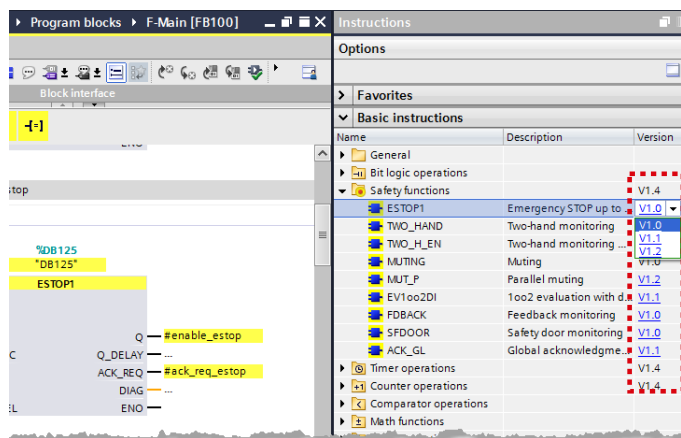 Program blocks F-Main [FB100]
Block interface
-[=]
stop
%DB125
"DB125"
ESTOP1
Q #enable_estop
C Q_DELAY ...
ACK_REQ #ack_req_estop
DIAG ...
EL ENO
Instructions
Options
Favorites
Basic instructions
Name Description Version
General
Bit logic operations
Safety functions V1.4
ESTOP1 Emergency STOP up to V1.0
TWO_HAND Two-hand monitoring V1.0
V1.1
TWO_H_EN Two-hand monitoring ... V1.2
MUTING Muting V1.0
MUT_P Parallel muting V1.2
EV1oo2DI 1oo2 evaluation with d... V1.1
FDBACK Feedback monitoring V1.0
SFDOOR Safety door monitoring V1.0
ACK_GL Global acknowledgme... V1.1
Timer operations V1.4
Counter operations V1.4
Comparator operations
Math functions